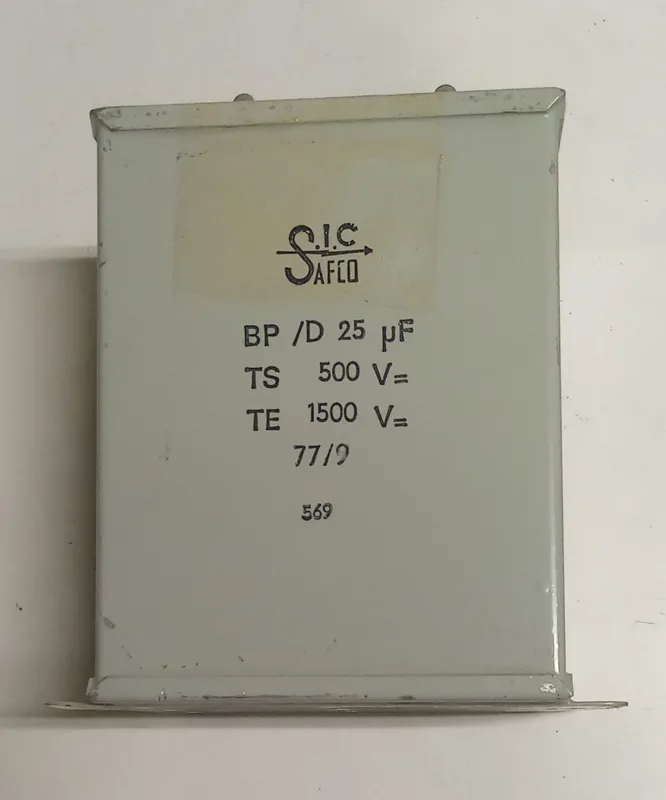 S.I.C
SAFCO
BP /D 25 µF
TS 500 V=
TE 1500 V=
77/9
569